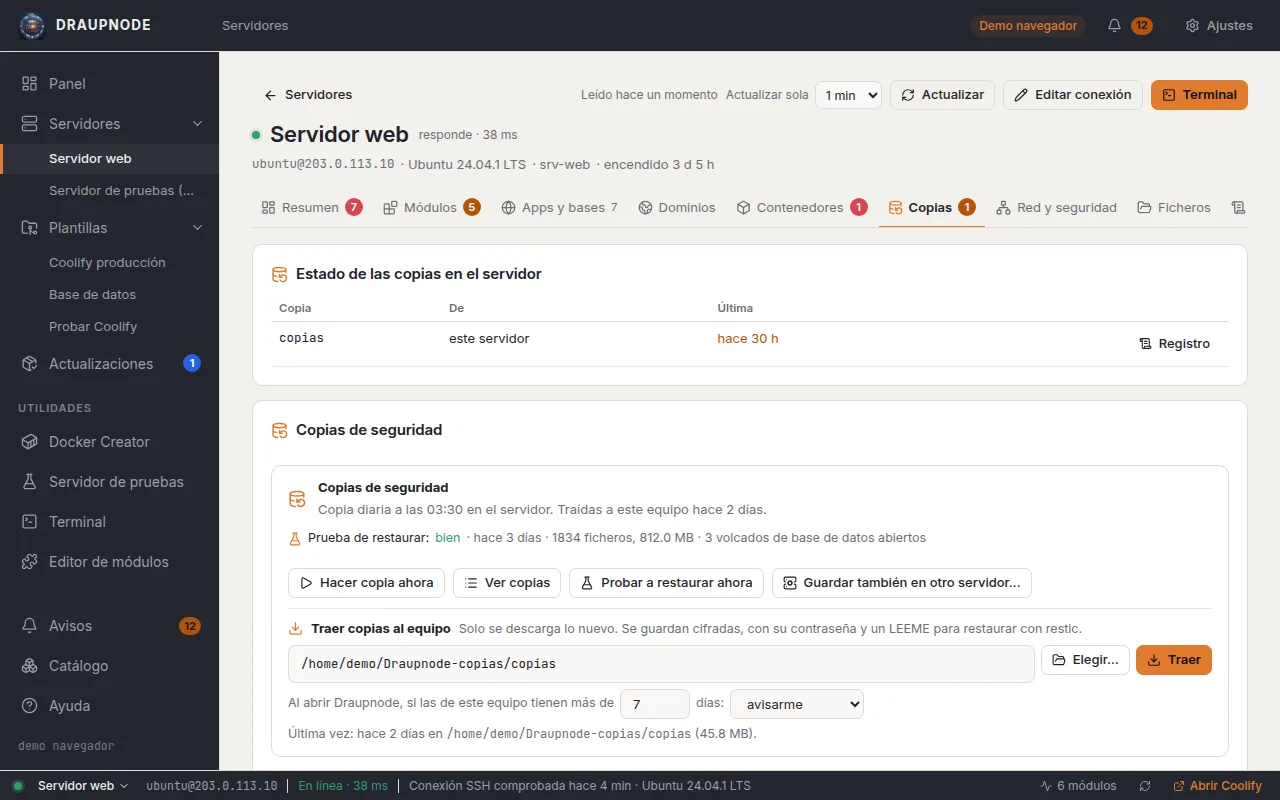 DRAUPNODE
Servidores
Demo navegador
12
Ajustes
Panel
Servidores
Servidor web
Servidor de pruebas (...
Plantillas
Coolify producción
Base de datos
Probar Coolify
Actualizaciones 1
UTILIDADES
Docker Creator
Servidor de pruebas
Terminal
Editor de módulos
Avisos 12
Catálogo
Ayuda
demo navegador
Servidores
Leído hace un momento Actualizar sola 1 min Actualizar Editar conexión Terminal
Servidor web responde · 38 ms
ubuntu@203.0.113.10 · Ubuntu 24.04.1 LTS · srv-web · encendido 3 d 5 h
Resumen 7 Módulos 5 Apps y bases 7 Dominios Contenedores 1 Copias 1 Red y seguridad Ficheros
Estado de las copias en el servidor
Copia De Última
copias este servidor hace 30 h Registro
Copias de seguridad
Copias de seguridad
Copia diaria a las 03:30 en el servidor. Traídas a este equipo hace 2 días.
Prueba de restaurar: bien · hace 3 días · 1834 ficheros, 812.0 MB · 3 volcados de base de datos abiertos
Hacer copia ahora Ver copias Probar a restaurar ahora Guardar también en otro servidor...
Traer copias al equipo Solo se descarga lo nuevo. Se guardan cifradas, con su contraseña y un LEEME para restaurar con restic.
/home/demo/Draupnode-copias/copias Elegir... Traer
Al abrir Draupnode, si las de este equipo tienen más de 7 días: avisarme
Última vez: hace 2 días en /home/demo/Draupnode-copias/copias (45.8 MB).
Servidor web ubuntu@203.0.113.10 En línea · 38 ms Conexión SSH comprobada hace 4 min · Ubuntu 24.04.1 LTS 6 módulos Abrir Coolify